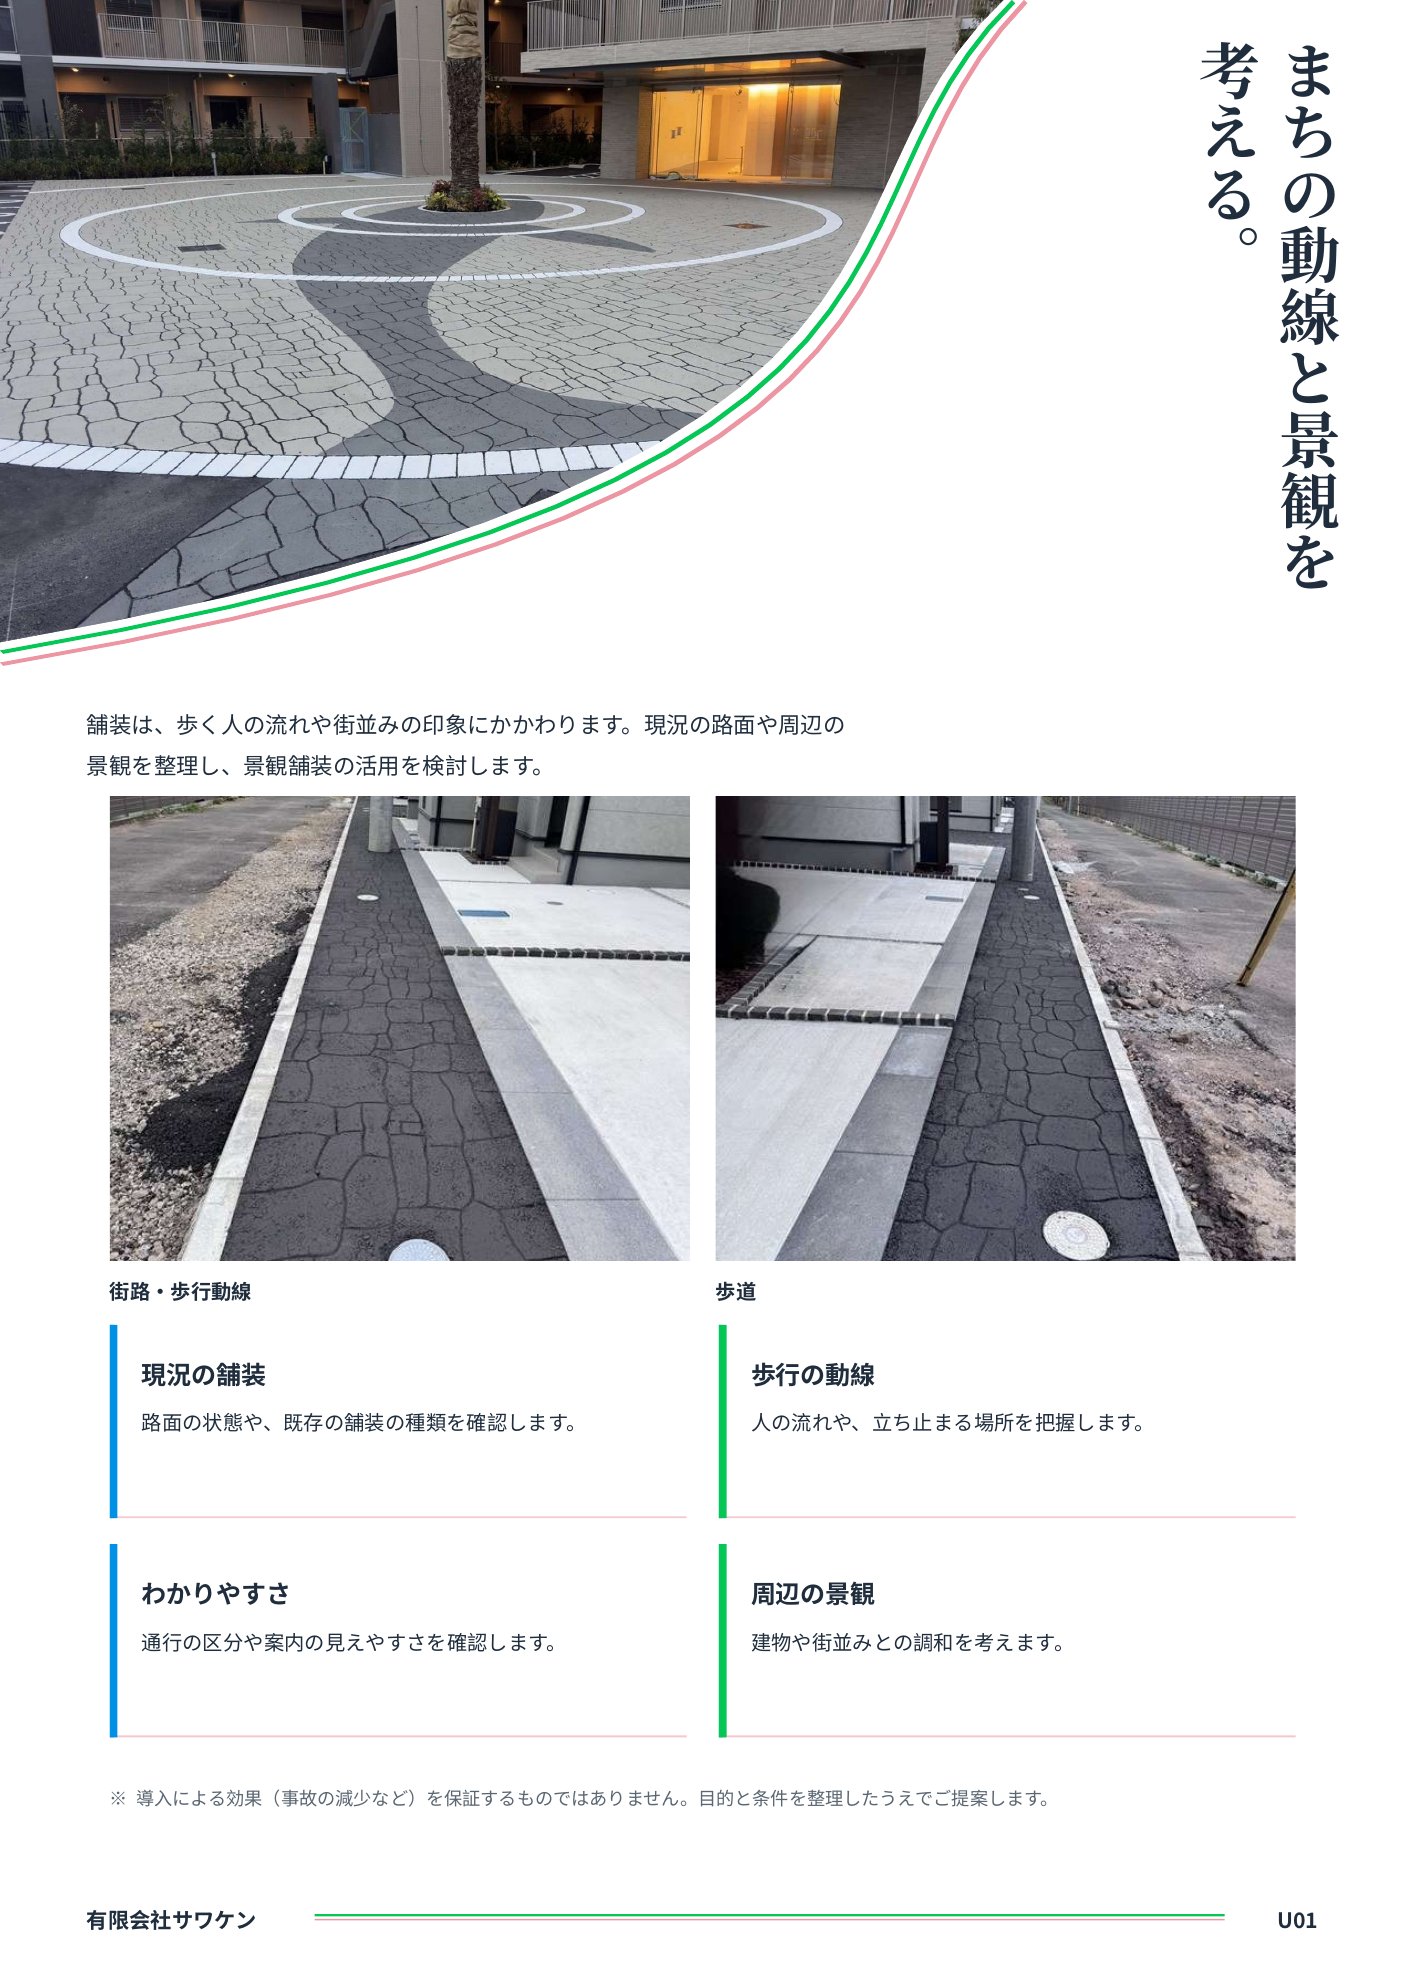 まちの動線と景観を
考える。
舗装は、歩く人の流れや街並みの印象にかかわります。現況の路面や周辺の
景観を整理し、景観舗装の活用を検討します。
街路・歩行動線
歩道
現況の舗装
路面の状態や、既存の舗装の種類を確認します。
歩行の動線
人の流れや、立ち止まる場所を把握します。
わかりやすさ
通行の区分や案内の見えやすさを確認します。
周辺の景観
建物や街並みとの調和を考えます。
※ 導入による効果（事故の減少など）を保証するものではありません。目的と条件を整理したうえでご提案します。
有限会社サワケン
U01